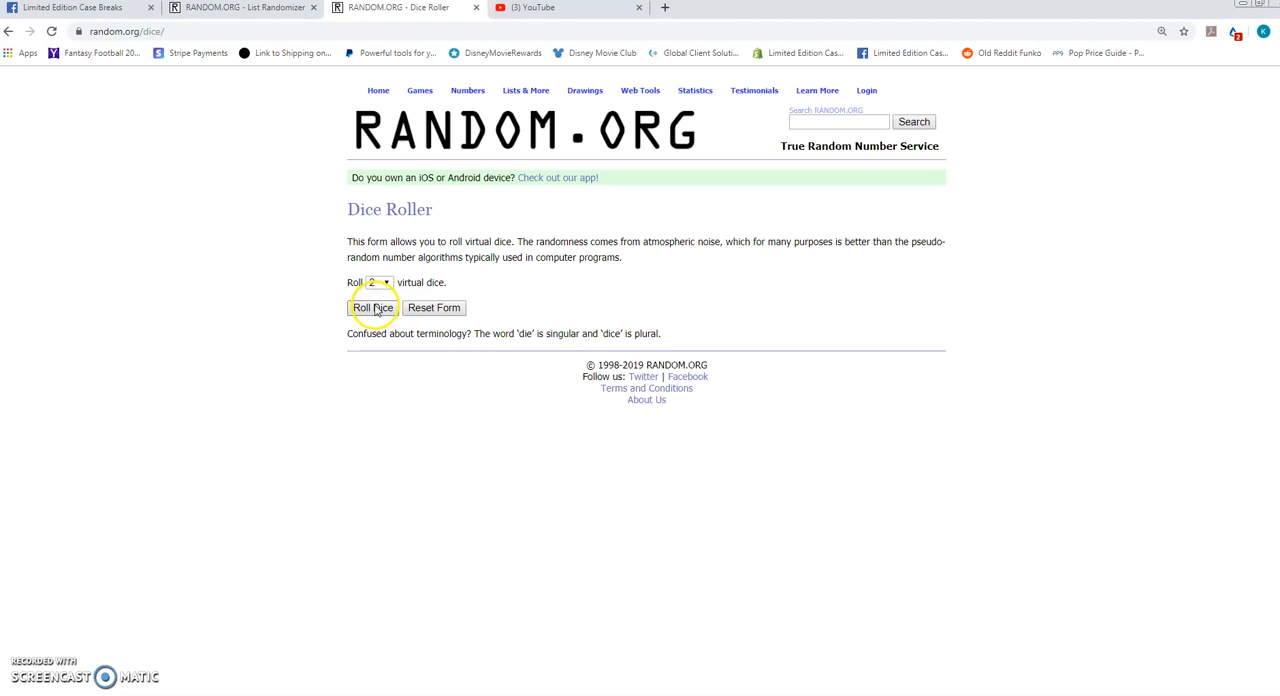 Limited Edition Case Breaks
RANDOM.ORG - List Randomizer
RANDOM.ORG - Dice Roller
(3) YouTube
random.org/dice/
2
K
Apps
Fantasy Football 20...
Stripe Payments
Link to Shipping on...
Powerful tools for y...
DisneyMovieRewards
Disney Movie Club
Global Client Soluti...
Limited Edition Cas...
Limited Edition Cas...
Old Reddit Funko
PPG Pop Price Guide - P...
Home Games Numbers Lists & More Drawings Web Tools Statistics Testimonials Learn More Login
RANDOM.ORG
Search RANDOM.ORG
Search
True Random Number Service
Do you own an iOS or Android device? Check out our app!
Dice Roller
This form allows you to roll virtual dice. The randomness comes from atmospheric noise, which for many purposes is better than the pseudo-
random number algorithms typically used in computer programs.
Roll 2 virtual dice.
Roll Dice Reset Form
Confused about terminology? The word ‘die’ is singular and ‘dice’ is plural.
© 1998-2019 RANDOM.ORG
Follow us: Twitter | Facebook
Terms and Conditions
About Us
RECORDED WITH
SCREENCAST MATIC